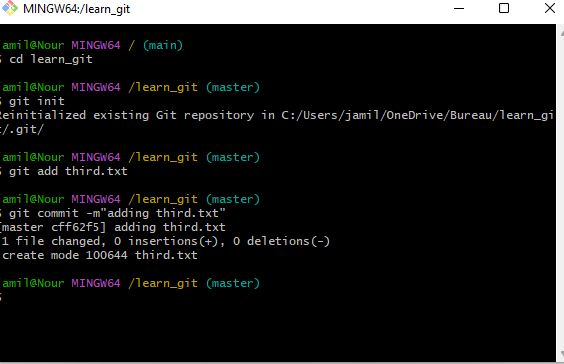 MINGW64:/learn_git
amil@Nour MINGW64 / (main)
$ cd learn_git
amil@Nour MINGW64 /learn_git (master)
$ git init
Reinitialized existing Git repository in C:/Users/jamil/OneDrive/Bureau/learn_gi
t/.git/
amil@Nour MINGW64 /learn_git (master)
$ git add third.txt
amil@Nour MINGW64 /learn_git (master)
$ git commit -m"adding third.txt"
[master cff62f5] adding third.txt
1 file changed, 0 insertions(+), 0 deletions(-)
create mode 100644 third.txt
amil@Nour MINGW64 /learn_git (master)
$